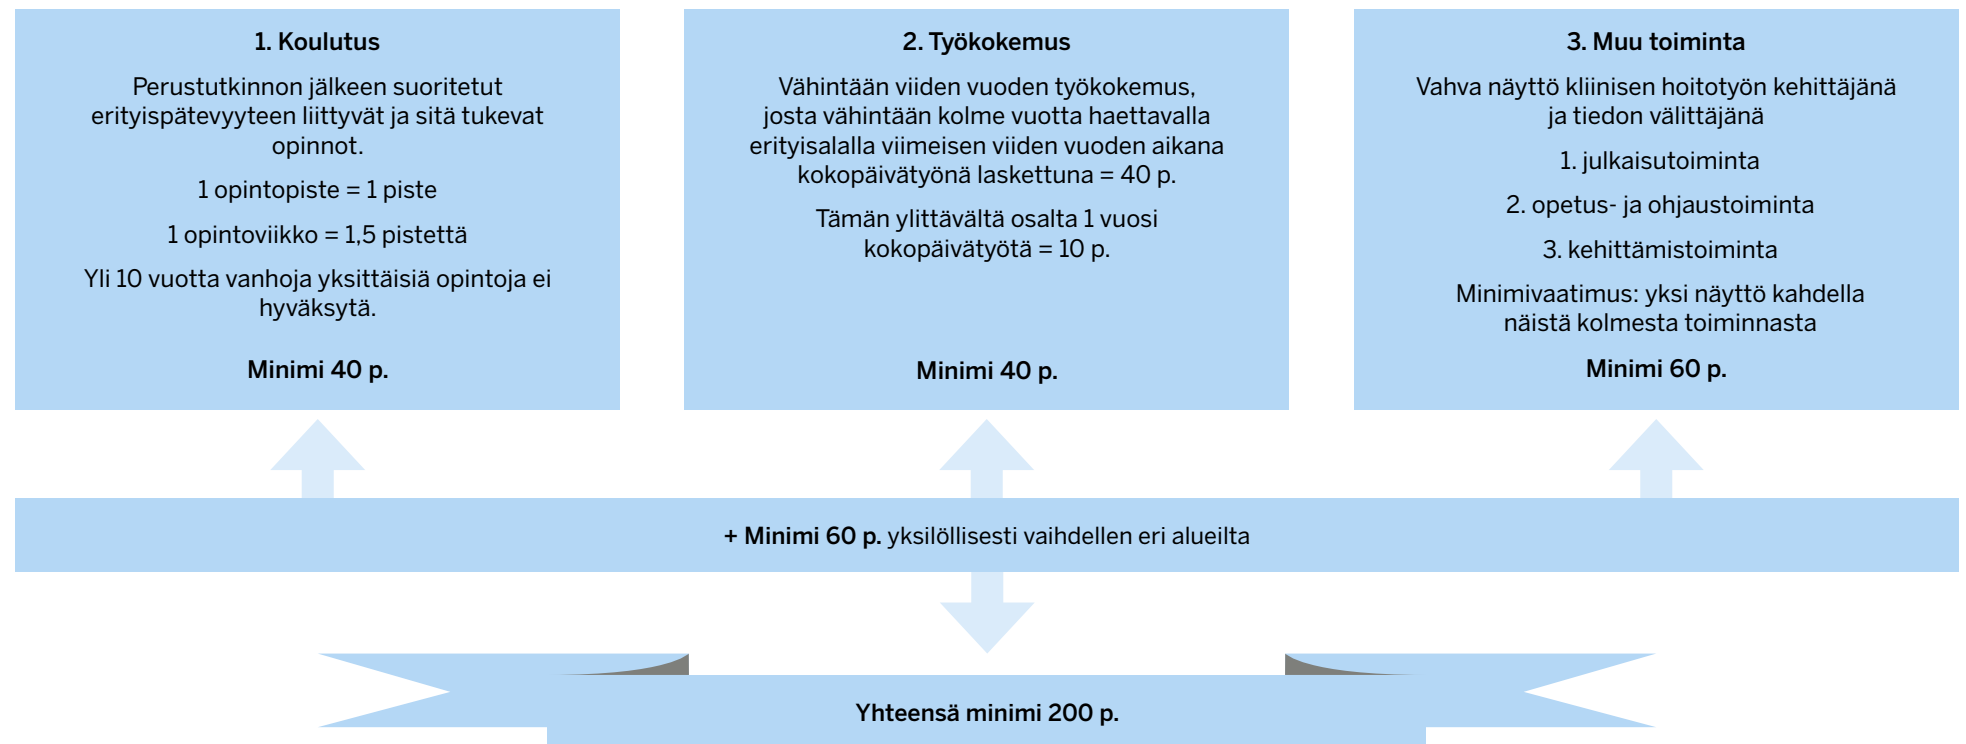 1. Koulutus
Perustutkinnon jälkeen suoritetut
erityispätevyyteen liittyvät ja sitä tukevat
opinnot.
1 opintopiste = 1 piste
1 opintoviikko = 1,5 pistettä
Yli 10 vuotta vanhoja yksittäisiä opintoja ei
hyväksytä.
Minimi 40 p.
2. Työkokemus
Vähintään viiden vuoden työkokemus,
josta vähintään kolme vuotta haettavalla
erityisalalla viimeisen viiden vuoden aikana
kokopäivätyönä laskettuna = 40 p.
Tämän ylittävältä osalta 1 vuosi
kokopäivätyötä = 10 p.
Minimi 40 p.
3. Muu toiminta
Vahva näyttö kliinisen hoitotyön kehittäjänä
ja tiedon välittäjänä
1. julkaisutoiminta
2. opetus- ja ohjaustoiminta
3. kehittämistoiminta
Minimivaatimus: yksi näyttö kahdella
näistä kolmesta toiminnasta
Minimi 60 p.
+ Minimi 60 p. yksilöllisesti vaihdellen eri alueilta
Yhteensä minimi 200 p.